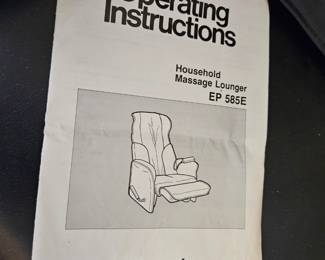 Operating
Instructions
Household
Massage Lounger
EP 585E